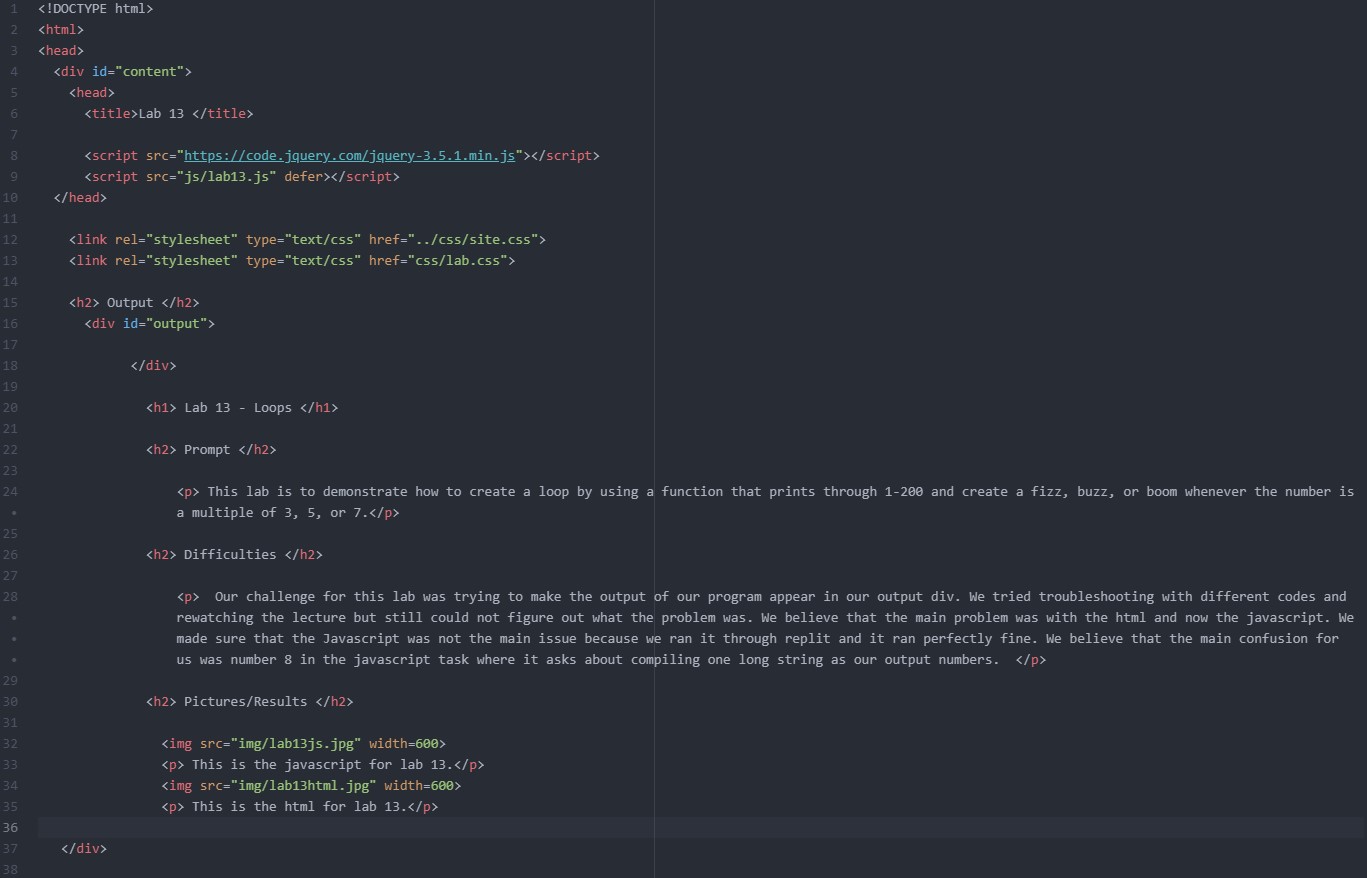 1 <!DOCTYPE html>
2 <html>
3 <head>
4 <div id="content">
5 <head>
6 <title>Lab 13 </title>
7
8 <script src="https://code.jquery.com/jquery-3.5.1.min.js"></script>
9 <script src="js/lab13.js" defer></script>
10 </head>
11
12 <link rel="stylesheet" type="text/css" href="../css/site.css">
13 <link rel="stylesheet" type="text/css" href="css/lab.css">
14
15 <h2> Output </h2>
16 <div id="output">
17
18 </div>
19
20 <h1> Lab 13 - Loops </h1>
21
22 <h2> Prompt </h2>
23
24 <p> This lab is to demonstrate how to create a loop by using a function that prints through 1-200 and create a fizz, buzz, or boom whenever the number is
• a multiple of 3, 5, or 7.</p>
25
26 <h2> Difficulties </h2>
27
28 <p>  Our challenge for this lab was trying to make the output of our program appear in our output div. We tried troubleshooting with different codes and
• rewatching the lecture but still could not figure out what the problem was. We believe that the main problem was with the html and now the javascript. We
• made sure that the Javascript was not the main issue because we ran it through replit and it ran perfectly fine. We believe that the main confusion for
• us was number 8 in the javascript task where it asks about compiling one long string as our output numbers.  </p>
29
30 <h2> Pictures/Results </h2>
31
32 <img src="img/lab13js.jpg" width=600>
33 <p> This is the javascript for lab 13.</p>
34 <img src="img/lab13html.jpg" width=600>
35 <p> This is the html for lab 13.</p>
36
37 </div>
38